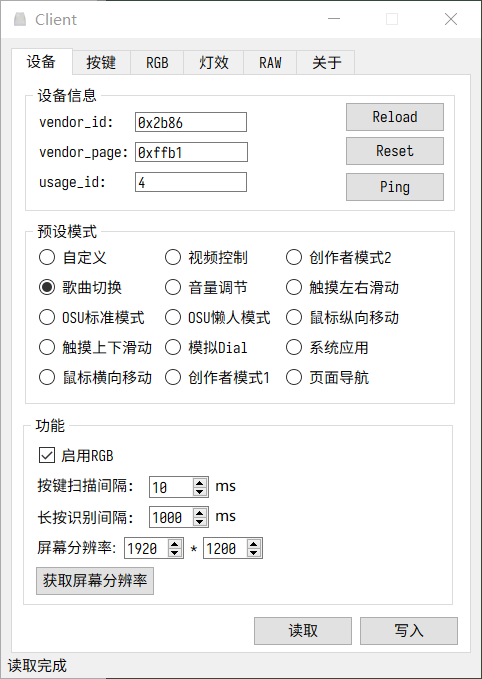 Client
设备 按键 RGB 灯效 RAW 关于
设备信息
vendor_id: 0x2b86 Reload
vendor_page: 0xffb1 Reset
usage_id: 4 Ping
预设模式
自定义 视频控制 创作者模式2
歌曲切换 音量调节 触摸左右滑动
OSU标准模式 OSU懒人模式 鼠标纵向移动
触摸上下滑动 模拟Dial 系统应用
鼠标横向移动 创作者模式1 页面导航
功能
启用RGB
按键扫描间隔: 10 ms
长按识别间隔: 1000 ms
屏幕分辨率: 1920 * 1200
获取屏幕分辨率
读取 写入
读取完成